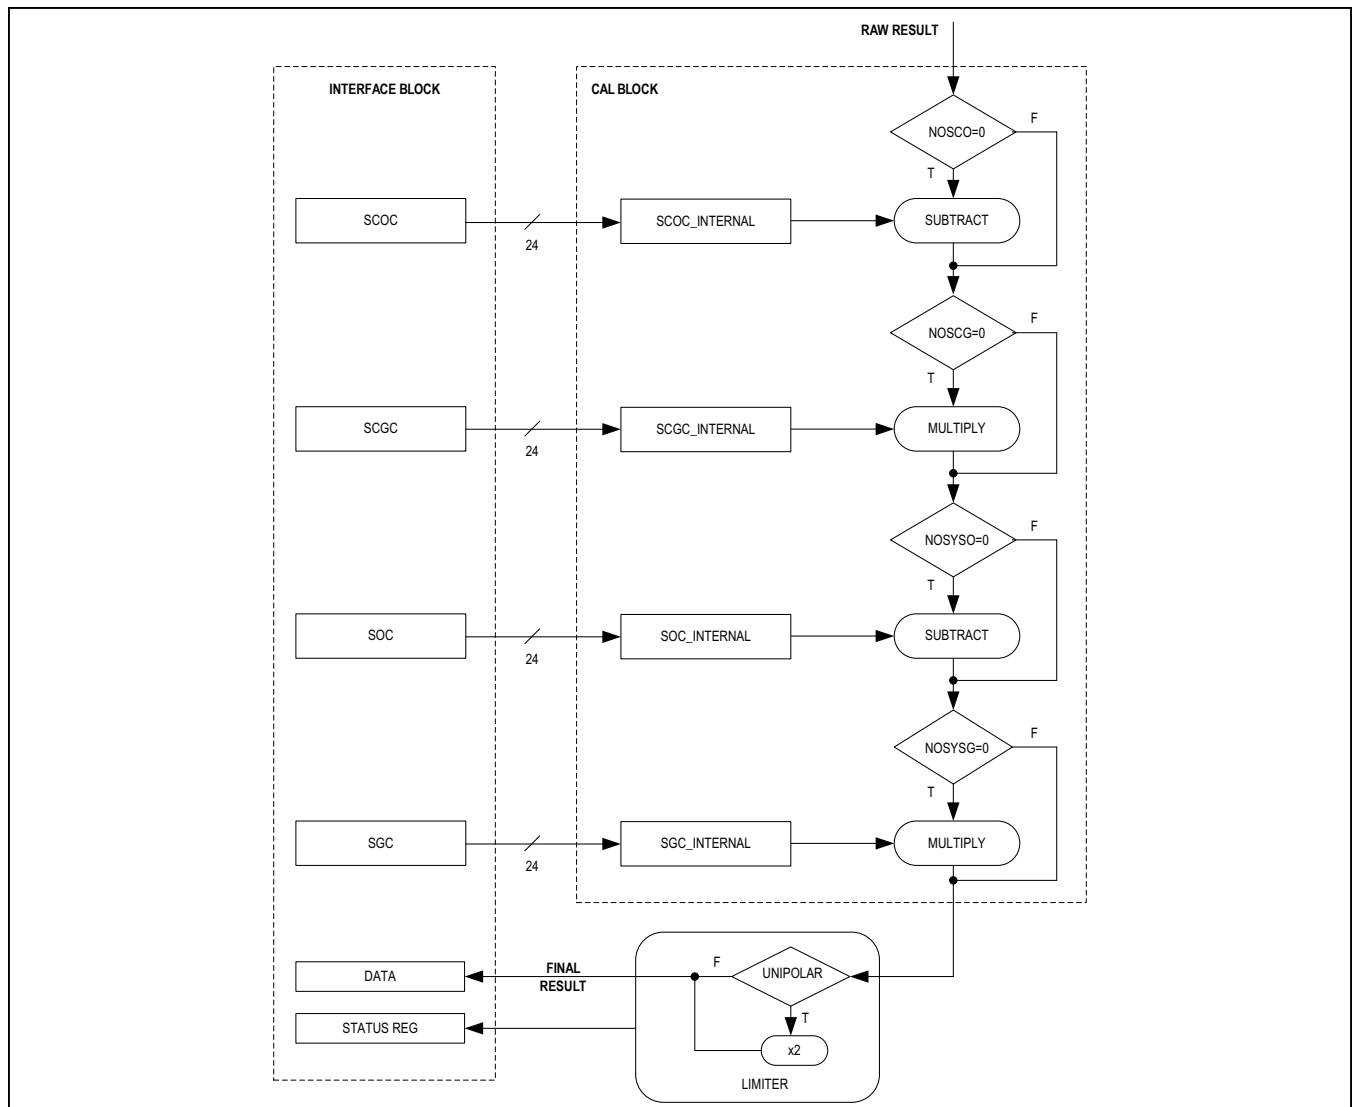 RAW RESULT
INTERFACE BLOCK
CAL BLOCK
NOSCO=0
F
T
SCOC
24
SCOC_INTERNAL
SUBTRACT
NOSCG=0
F
T
SCGC
24
SCGC_INTERNAL
MULTIPLY
NOSYSO=0
F
T
SOC
24
SOC_INTERNAL
SUBTRACT
NOSYSG=0
F
T
SGC
24
SGC_INTERNAL
MULTIPLY
DATA
FINAL
RESULT
F
UNIPOLAR
T
STATUS REG
x2
LIMITER